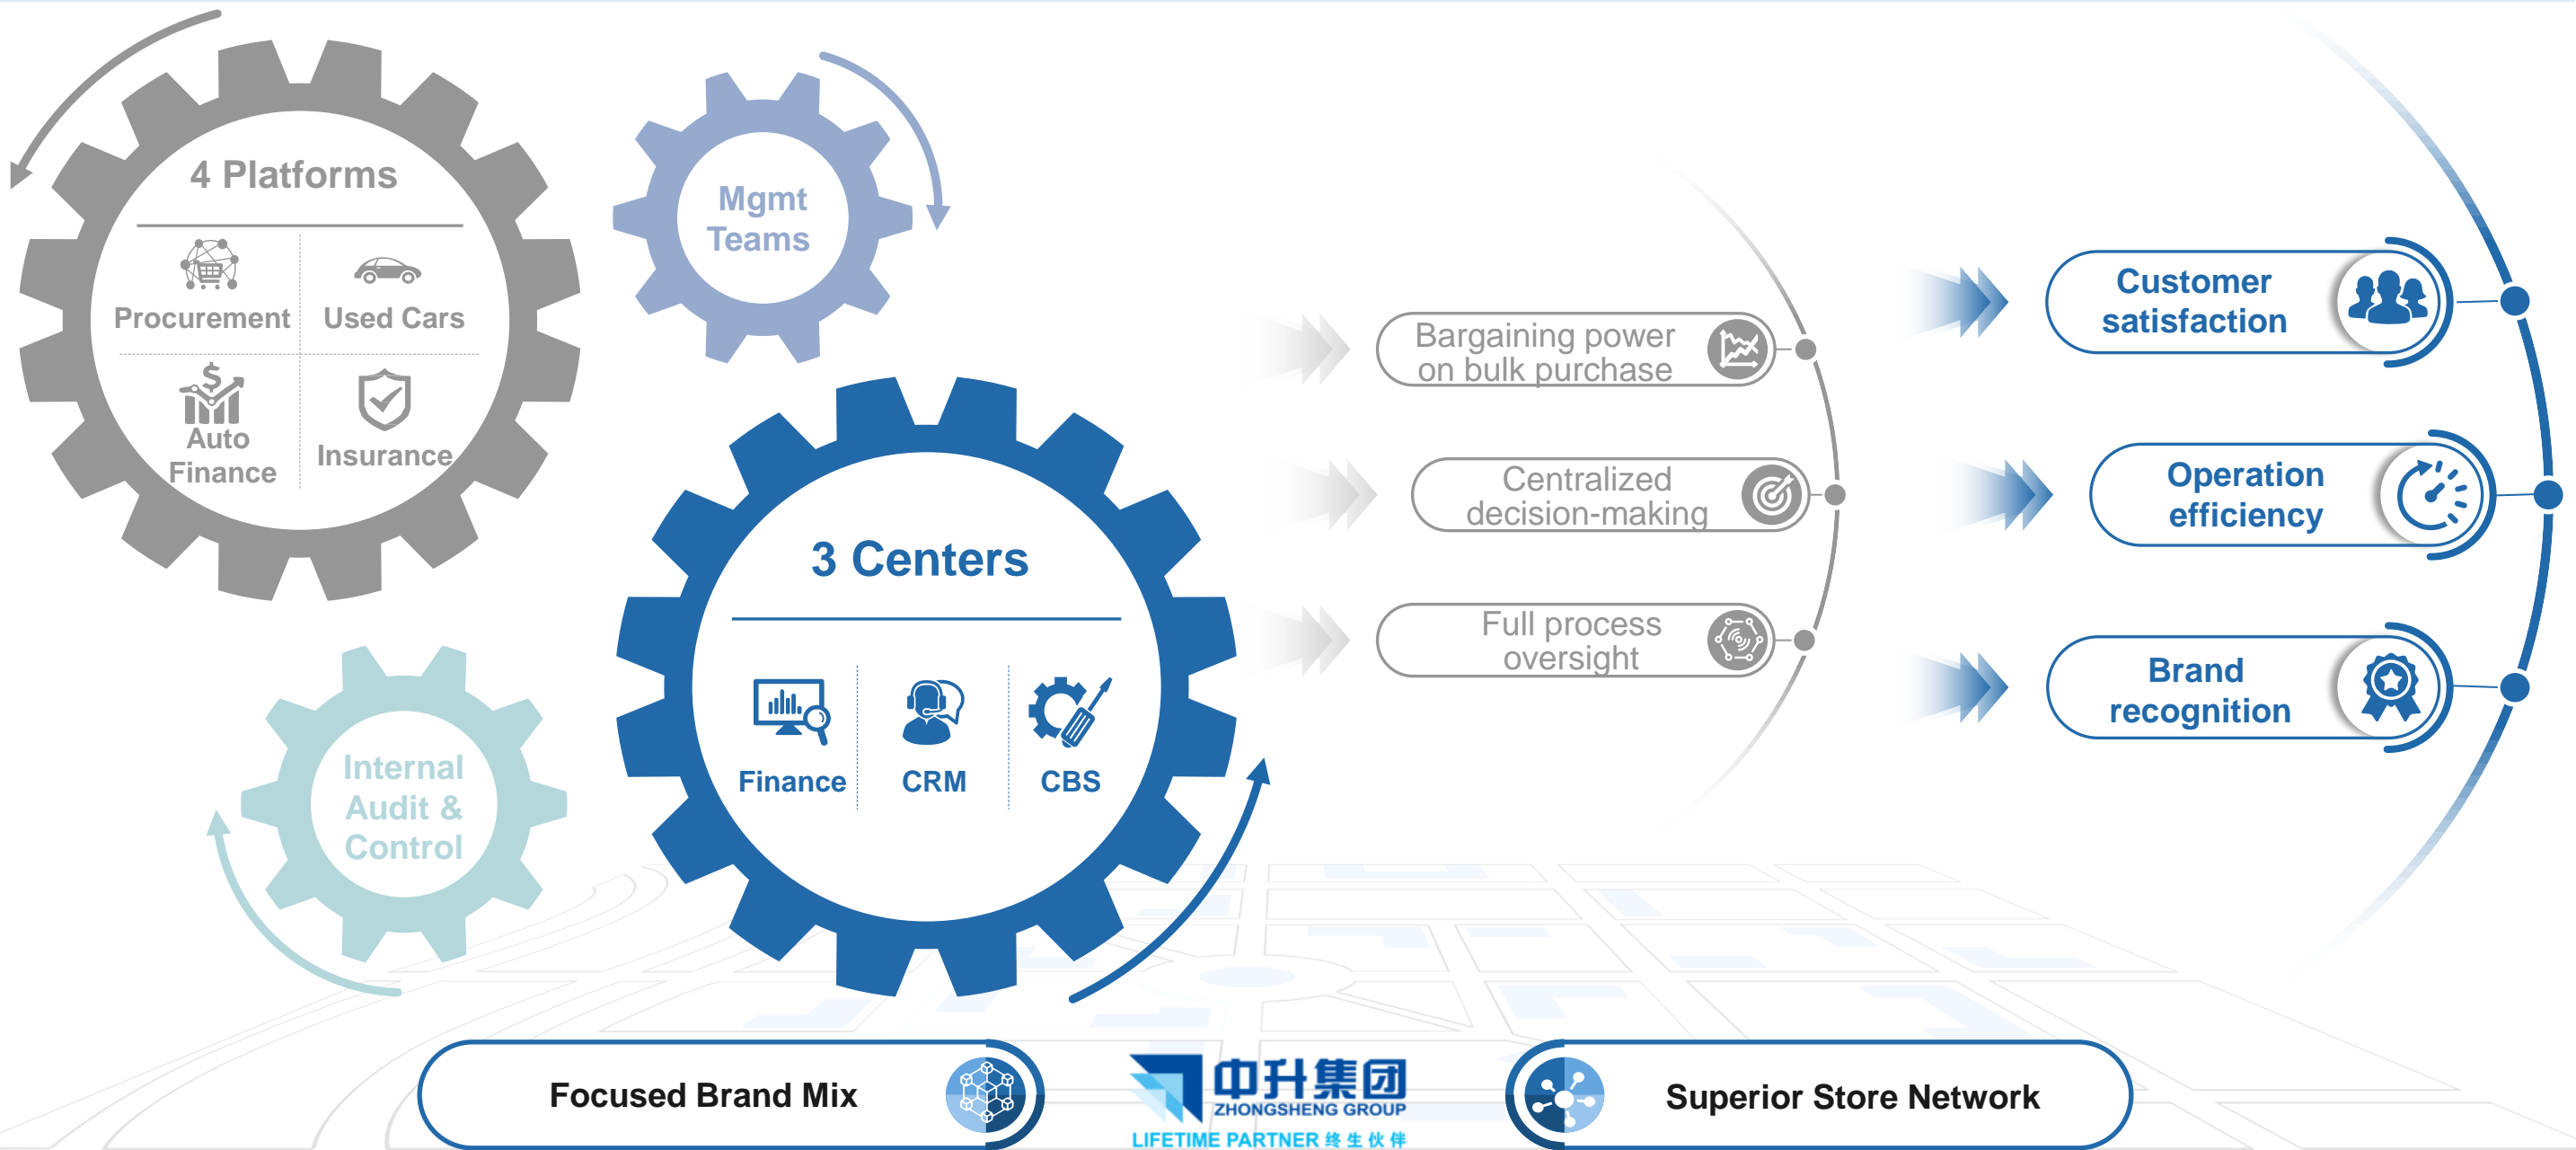 4 Platforms
Procurement
Used Cars
Auto
Finance
Insurance
Mgmt
Teams
Internal
Audit &
Control
3 Centers
Finance
CRM
CBS
Bargaining power
on bulk purchase
Centralized
decision-making
Full process
oversight
Customer
satisfaction
Operation
efficiency
Brand
recognition
Focused Brand Mix
中升集团
ZHONGSHENG GROUP
LIFETIME PARTNER 终生伙伴
Superior Store Network